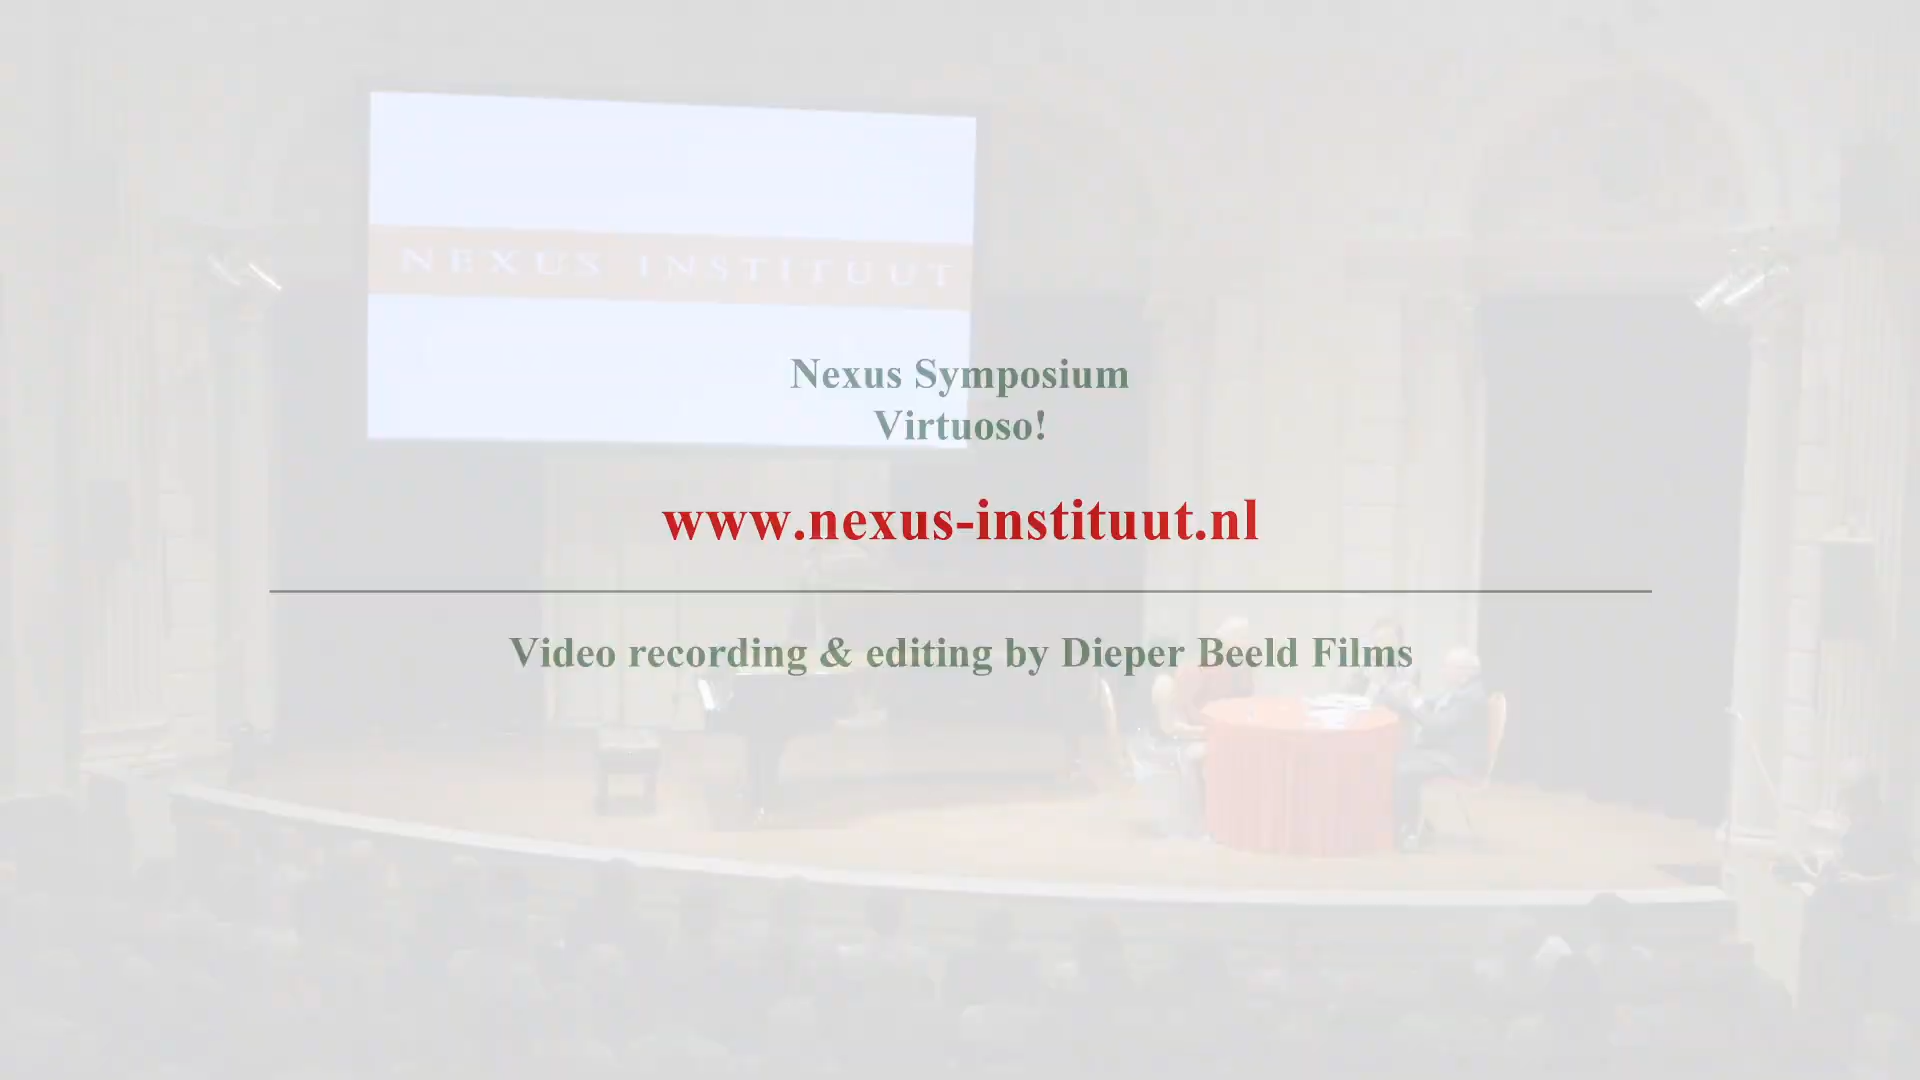 NEXUS INSTITUUT
Nexus Symposium
Virtuoso!
www.nexus-instituut.nl
Video recording & editing by Dieper Beeld Films